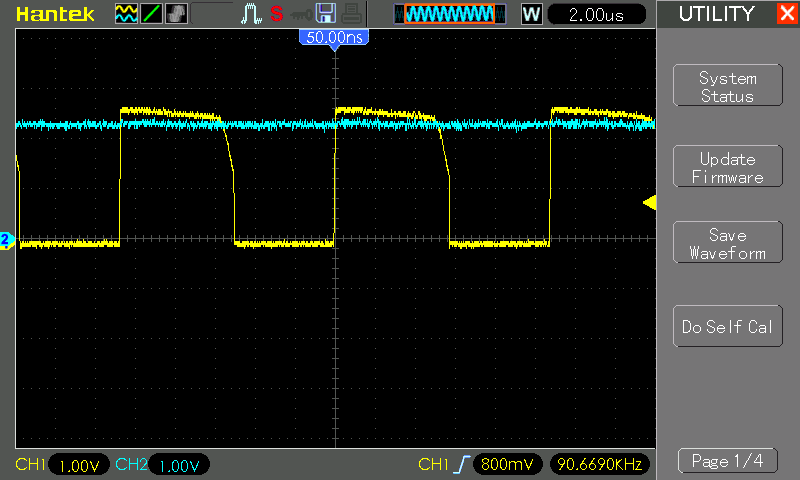 Hantek
S
W
2.00us
UTILITY
50.00ns
System
Status
Update
Firmware
2
Save
Waveform
Do Self Cal
CH1 1.00V CH2 1.00V CH1 800mV 90.6690KHz
Page 1/4